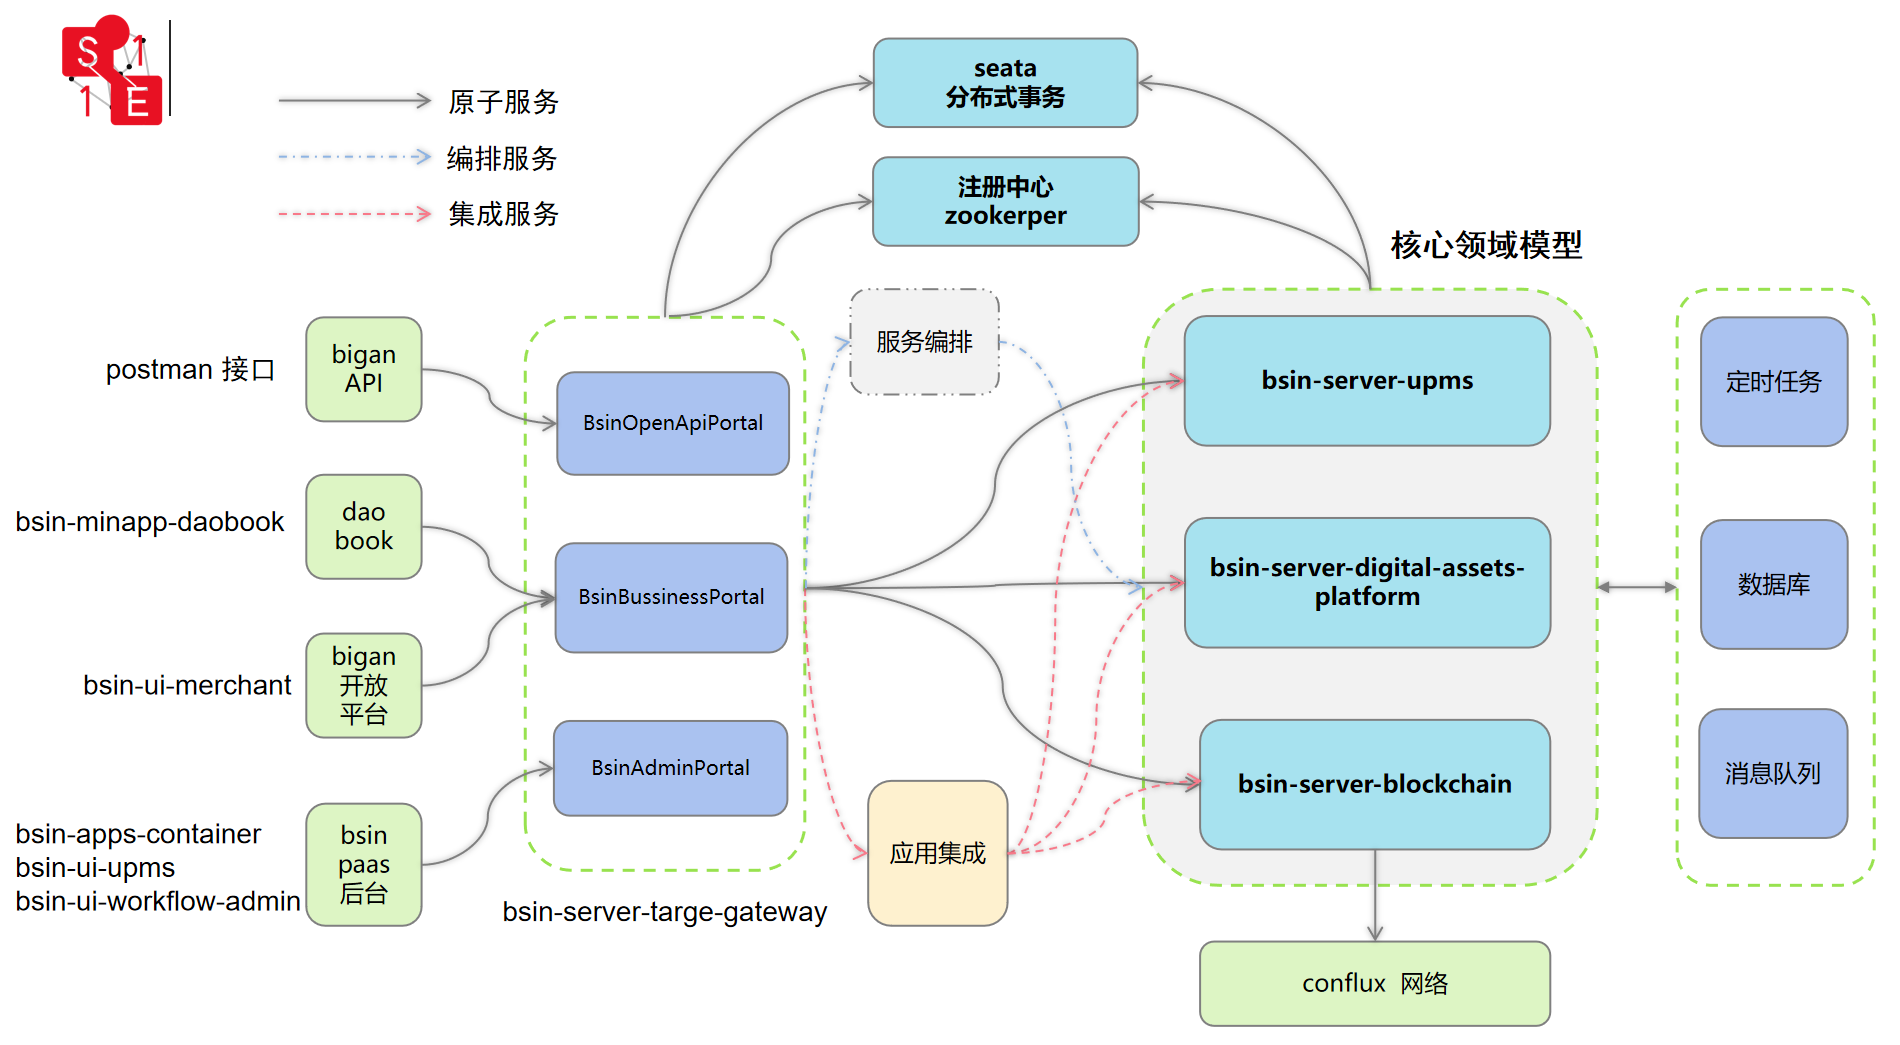 S 1
1 E
原子服务
编排服务
集成服务
seata
分布式事务
注册中心
zookerper
核心领域模型
postman 接口
bigan
API
bsin-minapp-daobook
dao
book
bsin-ui-merchant
bigan
开放
平台
bsin-apps-container
bsin-ui-upms
bsin-ui-workflow-admin
bsin
paas
后台
BsinOpenApiPortal
BsinBussinessPortal
BsinAdminPortal
bsin-server-targe-gateway
服务编排
应用集成
bsin-server-upms
bsin-server-digital-assets-
platform
bsin-server-blockchain
conflux 网络
定时任务
数据库
消息队列